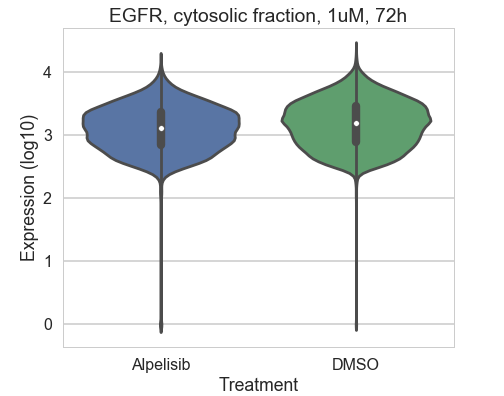 EGFR, cytosolic fraction, 1uM, 72h
Expression (log10)
4
3
2
1
0
Alpelisib
DMSO
Treatment